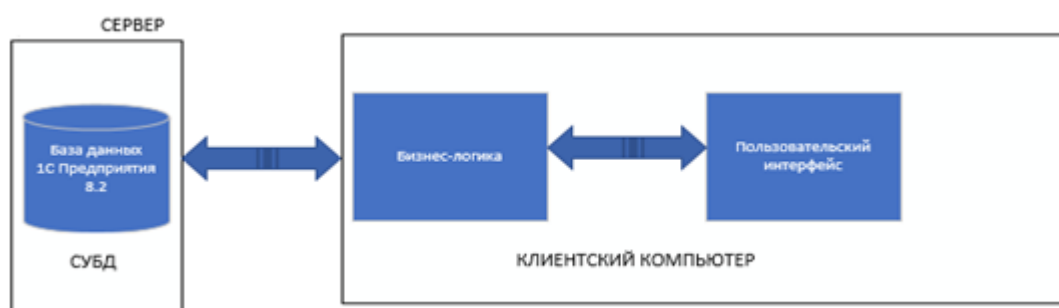 СЕРВЕР
База данных
1С Предприятия
8.2
СУБД
Бизнес-логика
Пользовательский
интерфейс
КЛИЕНТСКИЙ КОМПЬЮТЕР